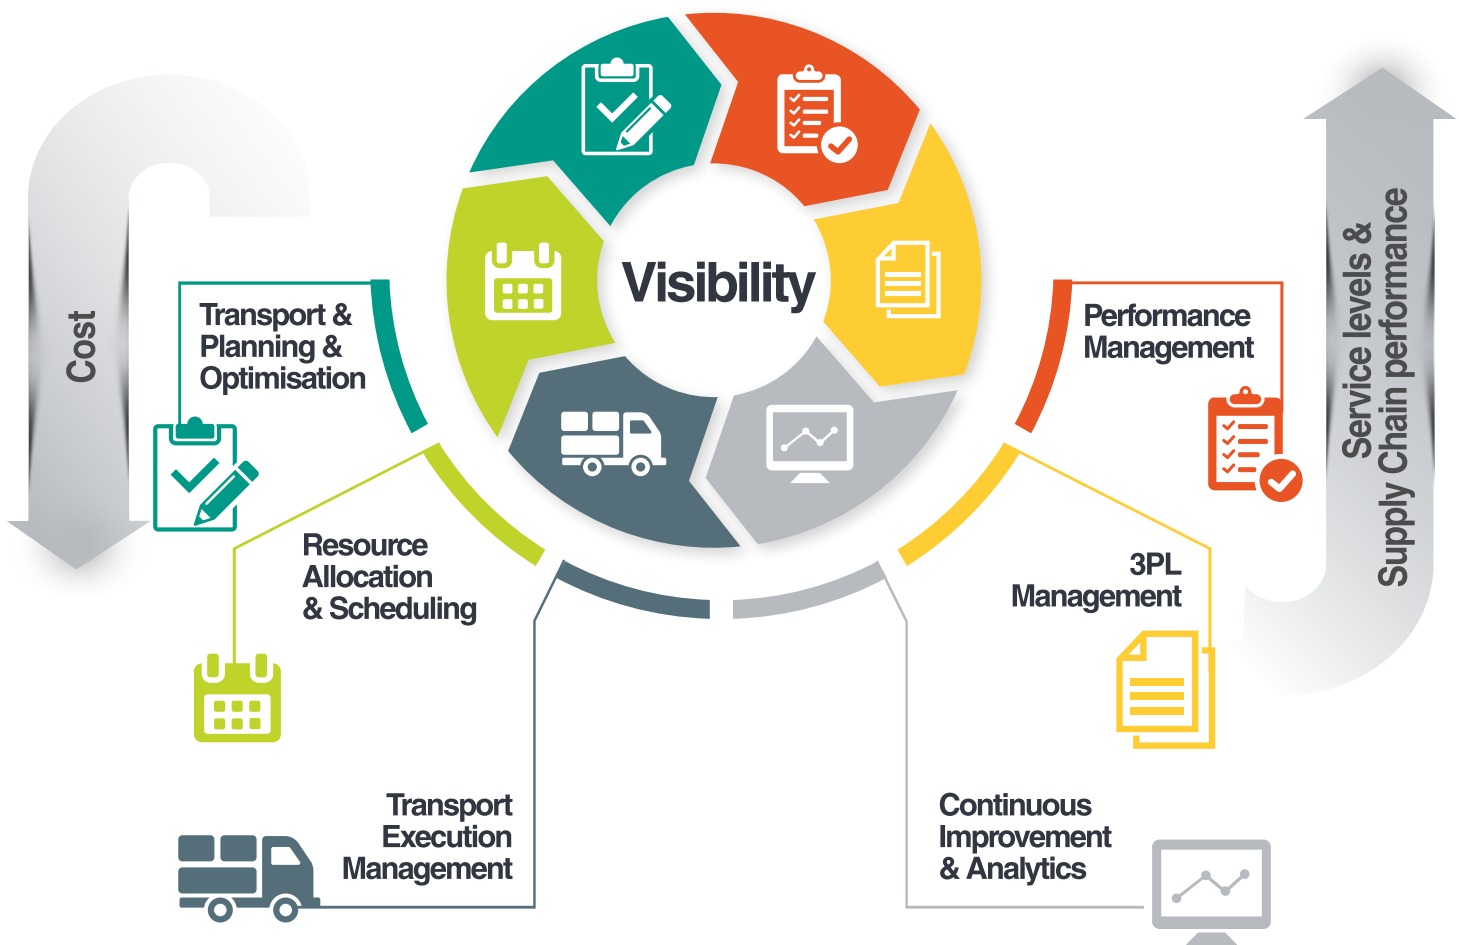 Visibility
Cost
Transport &
Planning &
Optimisation
Resource
Allocation
& Scheduling
Transport
Execution
Management
Performance
Management
3PL
Management
Continuous
Improvement
& Analytics
Service levels &
Supply Chain performance